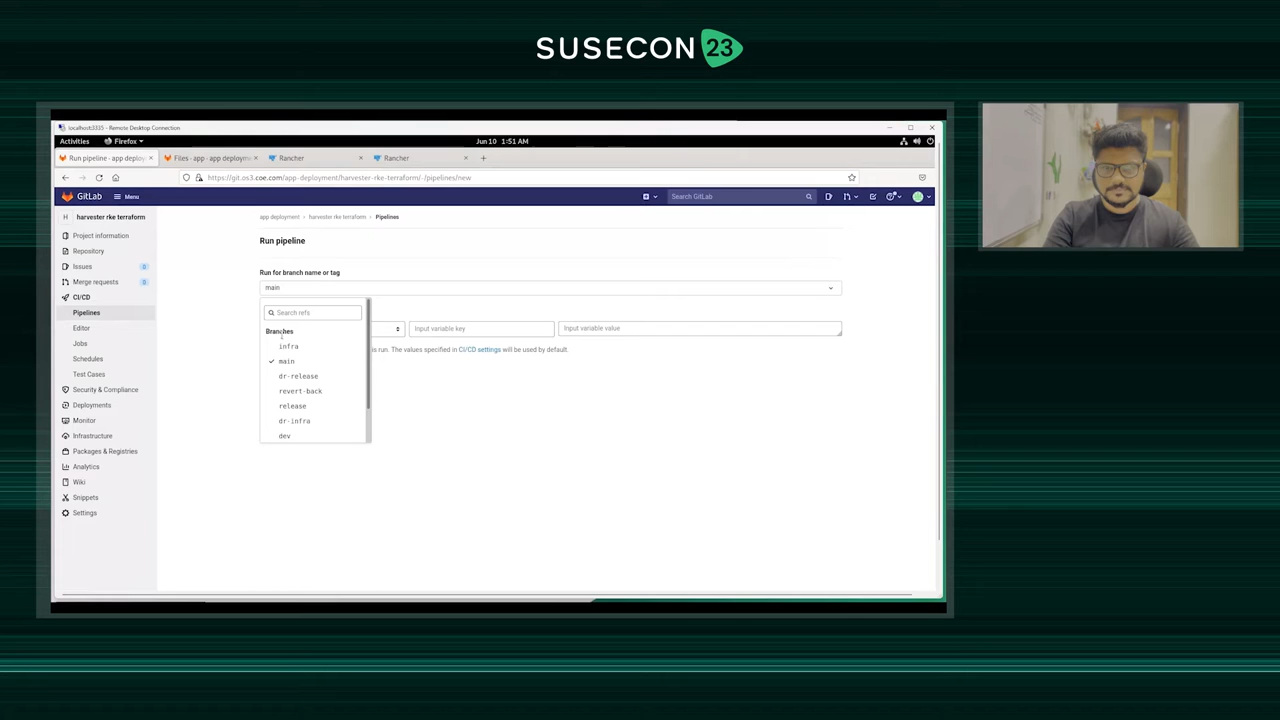 SUSECON 23
localhost:3335 - Remote Desktop Connection
Activities Firefox Jun 10 1:51 AM
Run pipeline · app deploy Files · app · app deploym Rancher Rancher
https://git.os3.coe.com/app-deployment/harvester-rke-terraform/-/pipelines/new
GitLab Menu Search GitLab
H harvester rke terraform
app deployment > harvester rke terraform > Pipelines
Project information
Repository
Issues 0
Merge requests 0
CI/CD
Pipelines
Editor
Jobs
Schedules
Test Cases
Security & Compliance
Deployments
Monitor
Infrastructure
Packages & Registries
Analytics
Wiki
Snippets
Settings
Run pipeline
Run for branch name or tag
main
Search refs
Branches
infra
main
dr-release
revert-back
release
dr-infra
dev
Input variable key Input variable value
is run. The values specified in CI/CD settings will be used by default.